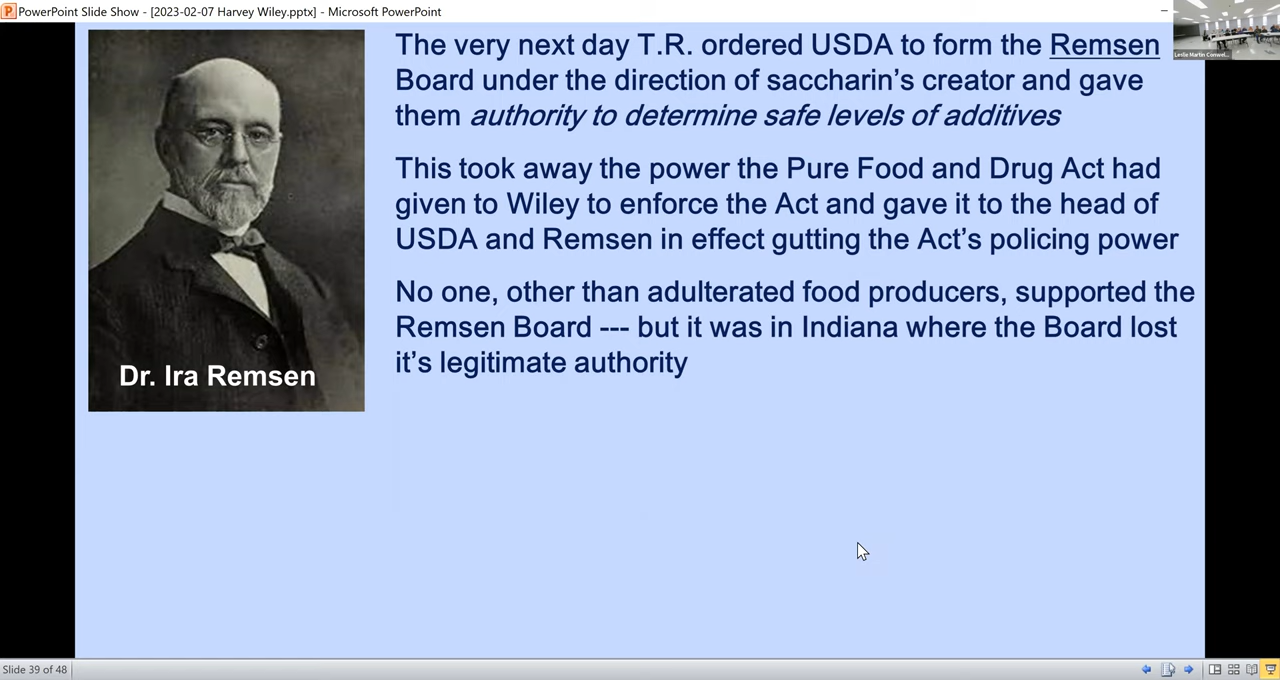 PowerPoint Slide Show - [2023-02-07 Harvey Wiley.pptx] - Microsoft PowerPoint
The very next day T.R. ordered USDA to form the Remsen
Board under the direction of saccharin's creator and gave
them authority to determine safe levels of additives
This took away the power the Pure Food and Drug Act had
given to Wiley to enforce the Act and gave it to the head of
USDA and Remsen in effect gutting the Act's policing power
No one, other than adulterated food producers, supported the
Remsen Board --- but it was in Indiana where the Board lost
it's legitimate authority
Dr. Ira Remsen
Slide 39 of 48